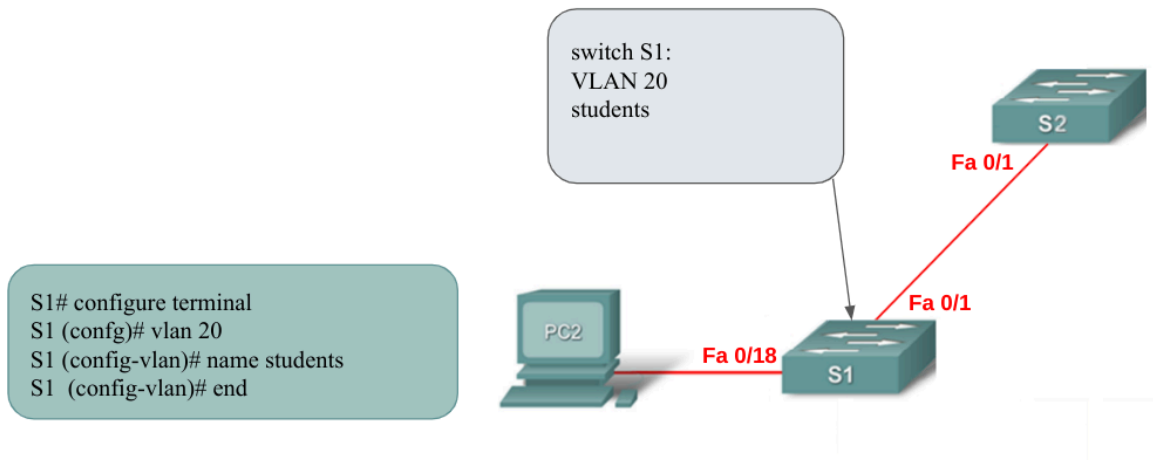 switch S1:
VLAN 20
students
S2
Fa 0/1
Fa 0/1
S1# configure terminal
S1 (confg)# vlan 20
S1 (config-vlan)# name students
S1  (config-vlan)# end
PC2
Fa 0/18
S1